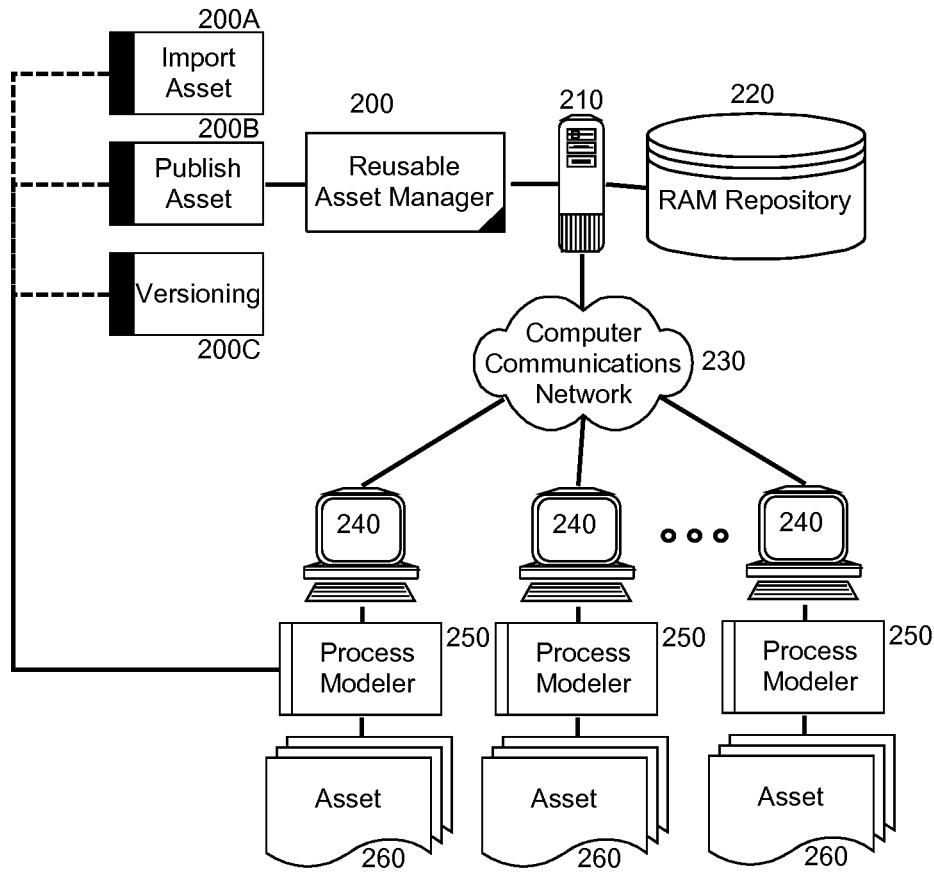 200A
Import
Asset
200B
Publish
Asset
Versioning
200C
200
Reusable
Asset Manager
210
220
RAM Repository
Computer
Communications
Network
230
240
240
240
250
Process
Modeler
250
Process
Modeler
250
Process
Modeler
Asset
260
Asset
260
Asset
260